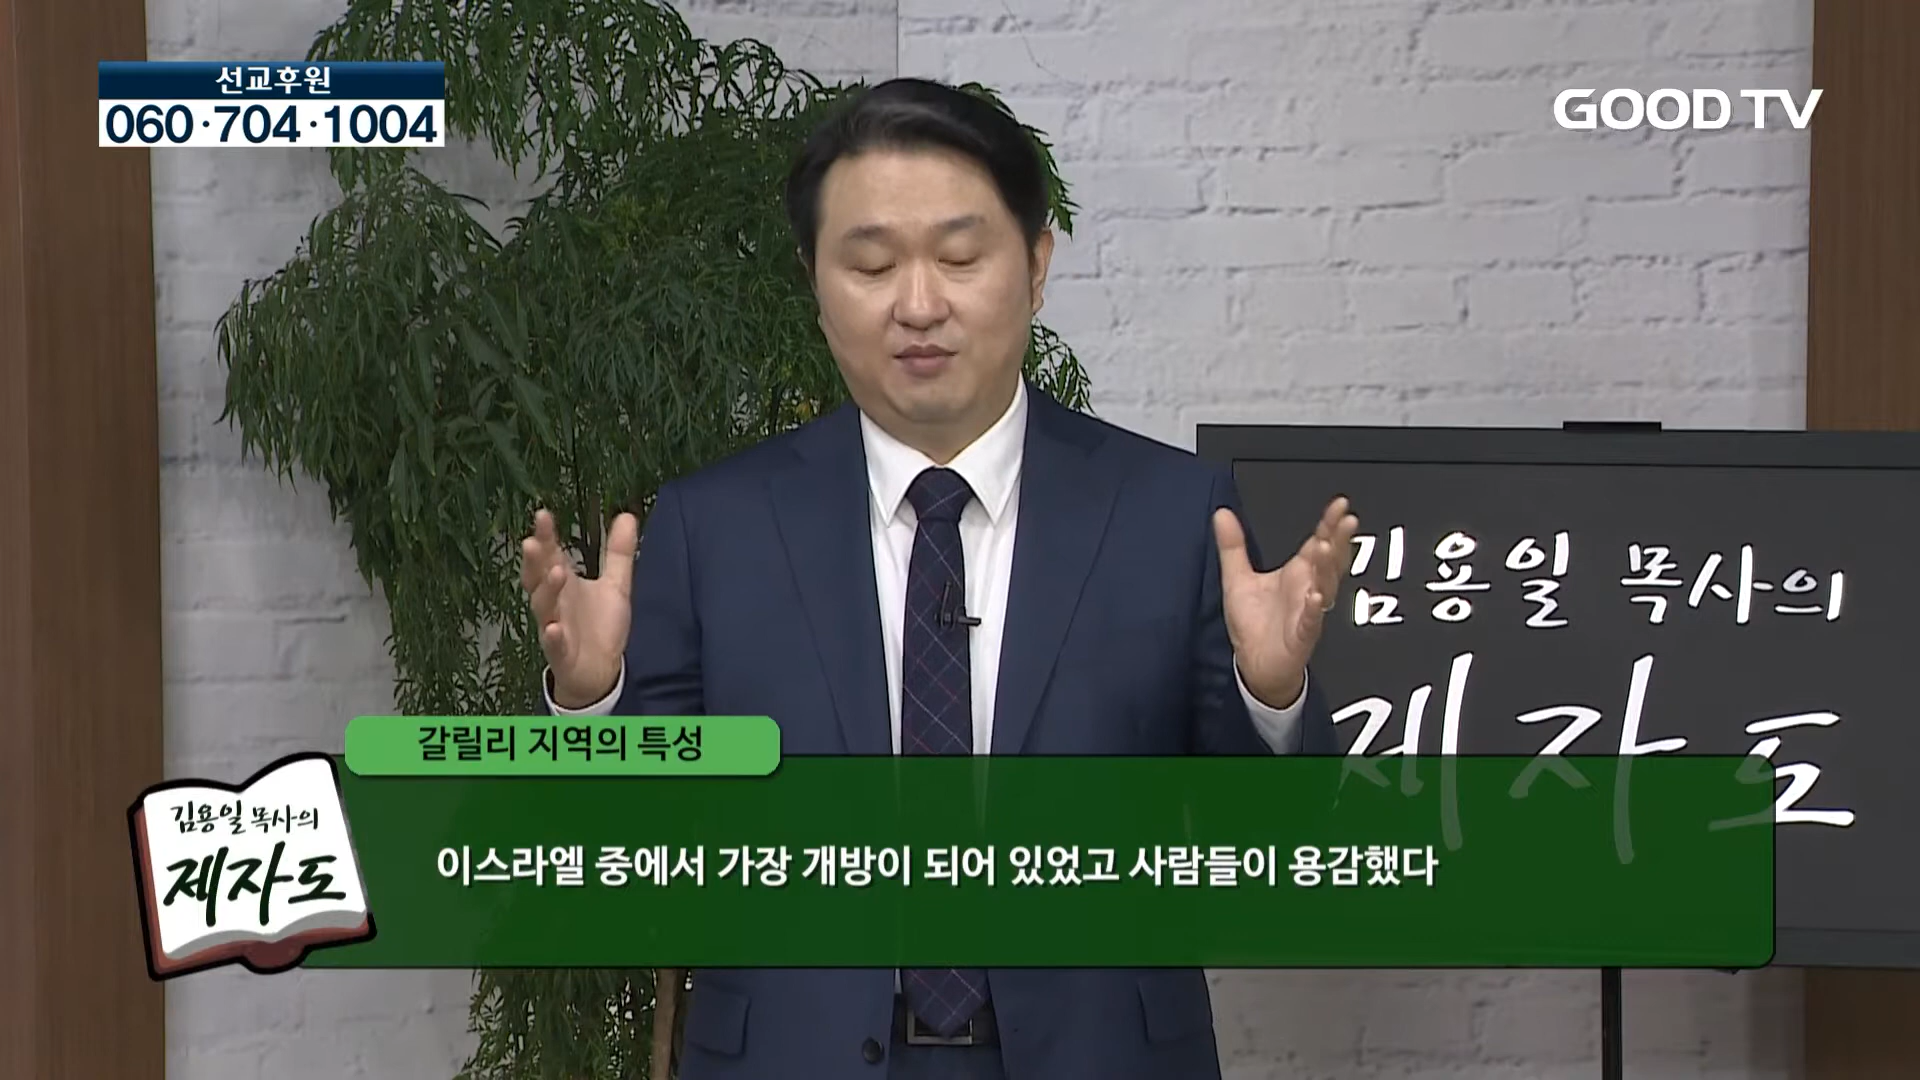 선교후원
060·704·1004
GOOD TV
김용일 목사의
제자도
갈릴리 지역의 특성
김용일 목사의
제자도
이스라엘 중에서 가장 개방이 되어 있었고 사람들이 용감했다